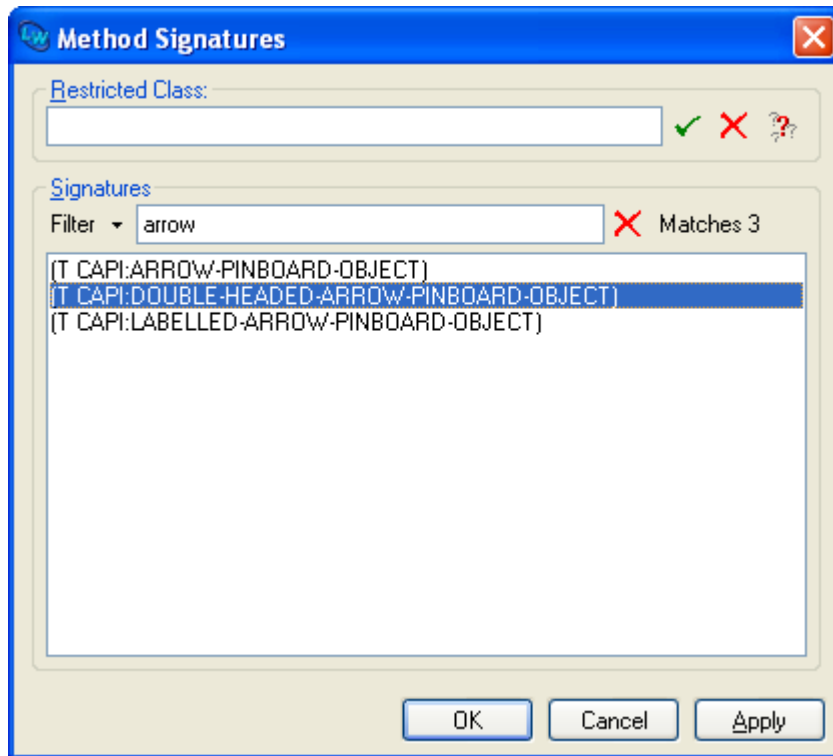 Method Signatures
Restricted Class:
Signatures
Filter arrow Matches 3
(T CAPI:ARROW-PINBOARD-OBJECT)
(T CAPI:DOUBLE-HEADED-ARROW-PINBOARD-OBJECT)
(T CAPI:LABELLED-ARROW-PINBOARD-OBJECT)
OK Cancel Apply